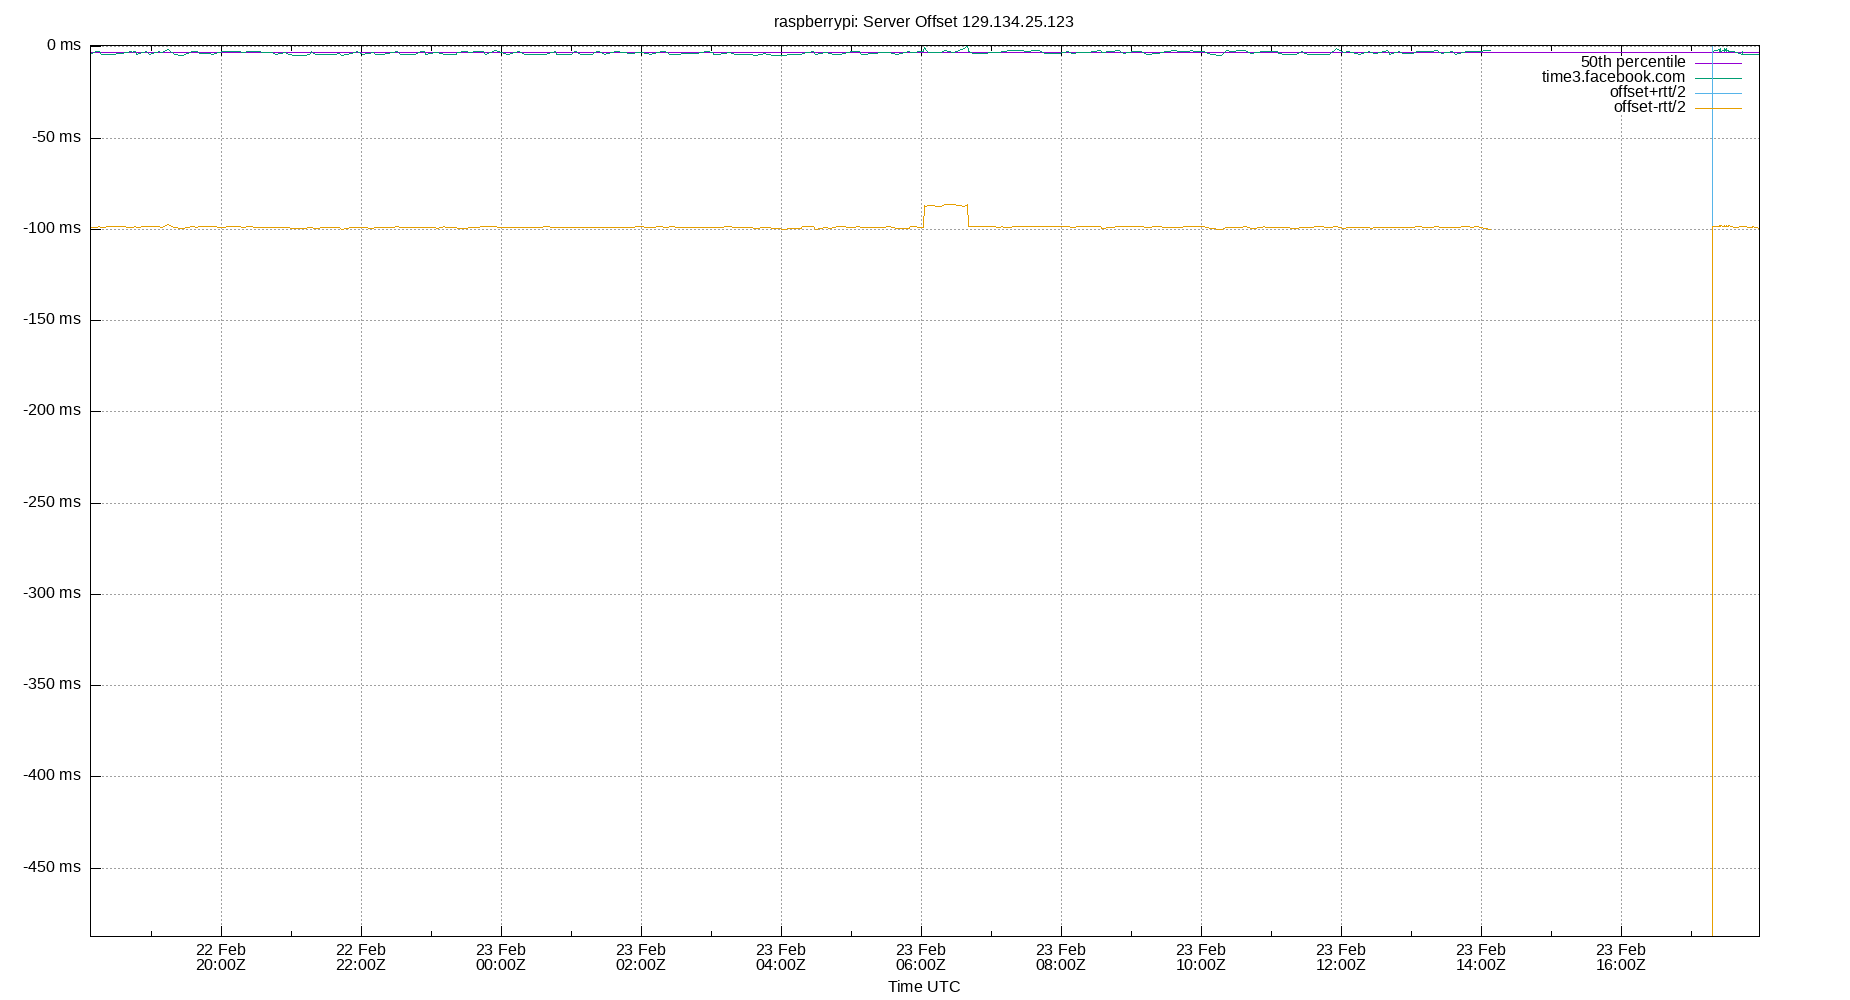 raspberrypi: Server Offset 129.134.25.123
0 ms
-50 ms
-100 ms
-150 ms
-200 ms
-250 ms
-300 ms
-350 ms
-400 ms
-450 ms
50th percentile
time3.facebook.com
offset+rtt/2
offset-rtt/2
22 Feb
20:00Z
22 Feb
22:00Z
23 Feb
00:00Z
23 Feb
02:00Z
23 Feb
04:00Z
23 Feb
06:00Z
23 Feb
08:00Z
23 Feb
10:00Z
23 Feb
12:00Z
23 Feb
14:00Z
23 Feb
16:00Z
Time UTC